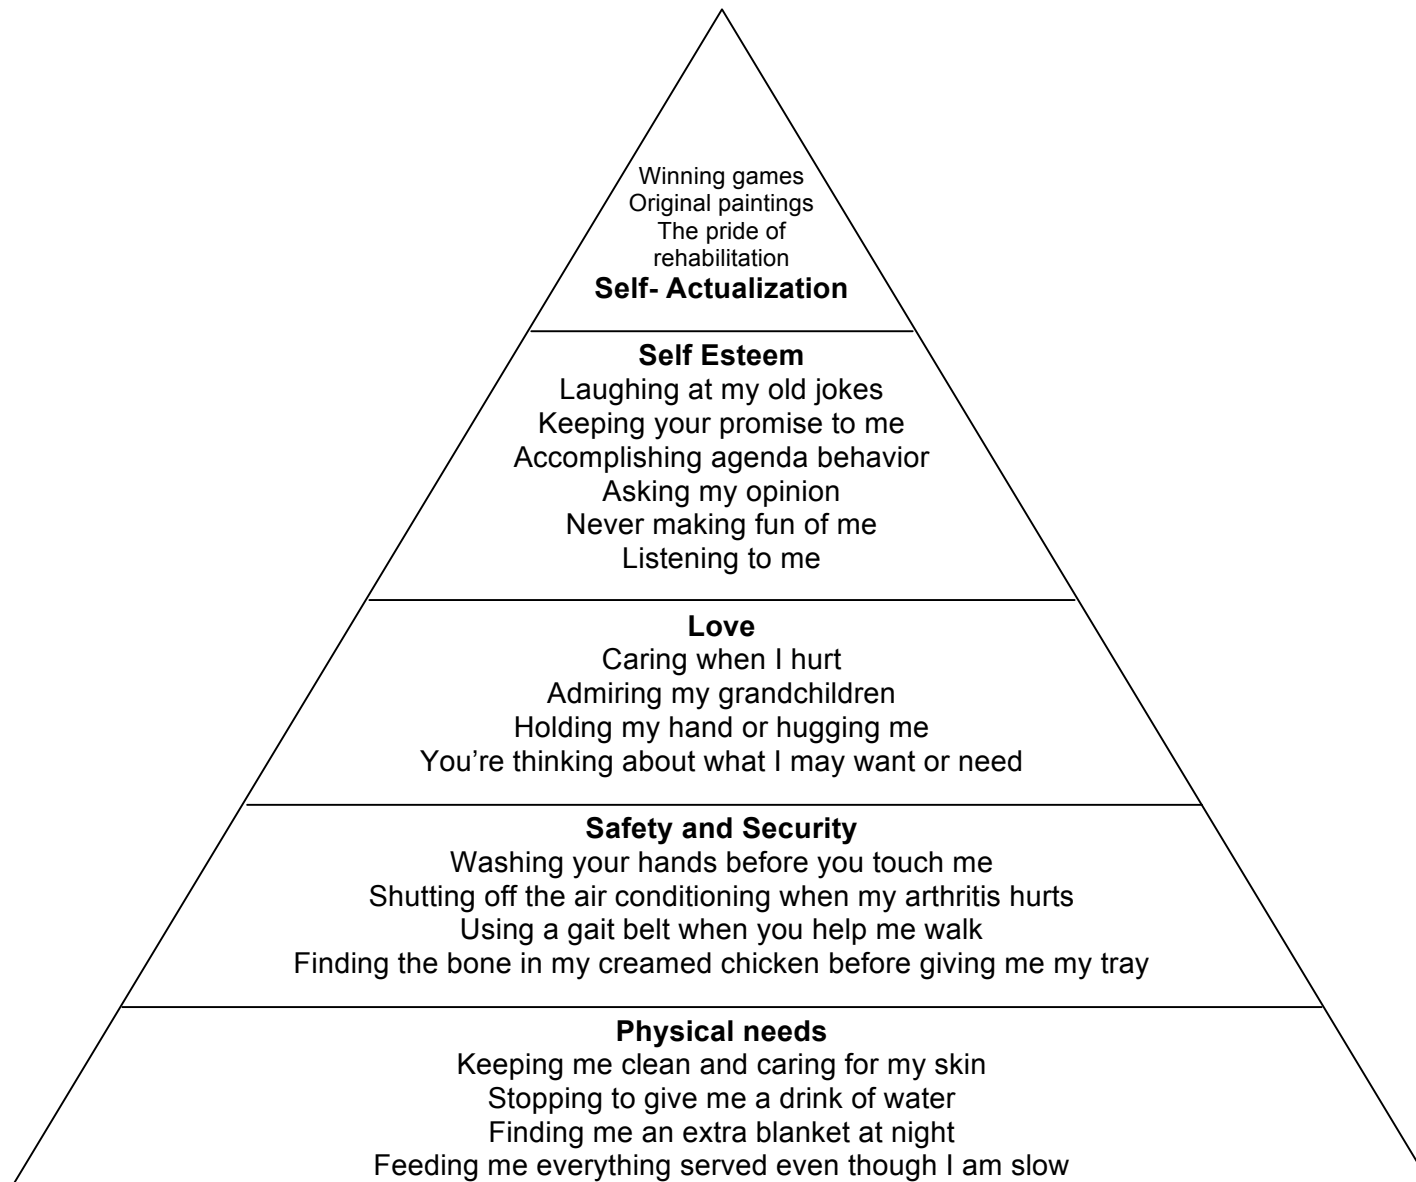 Winning games
Original paintings
The pride of
rehabilitation
Self- Actualization
Self Esteem
Laughing at my old jokes
Keeping your promise to me
Accomplishing agenda behavior
Asking my opinion
Never making fun of me
Listening to me
Love
Caring when I hurt
Admiring my grandchildren
Holding my hand or hugging me
You’re thinking about what I may want or need
Safety and Security
Washing your hands before you touch me
Shutting off the air conditioning when my arthritis hurts
Using a gait belt when you help me walk
Finding the bone in my creamed chicken before giving me my tray
Physical needs
Keeping me clean and caring for my skin
Stopping to give me a drink of water
Finding me an extra blanket at night
Feeding me everything served even though I am slow